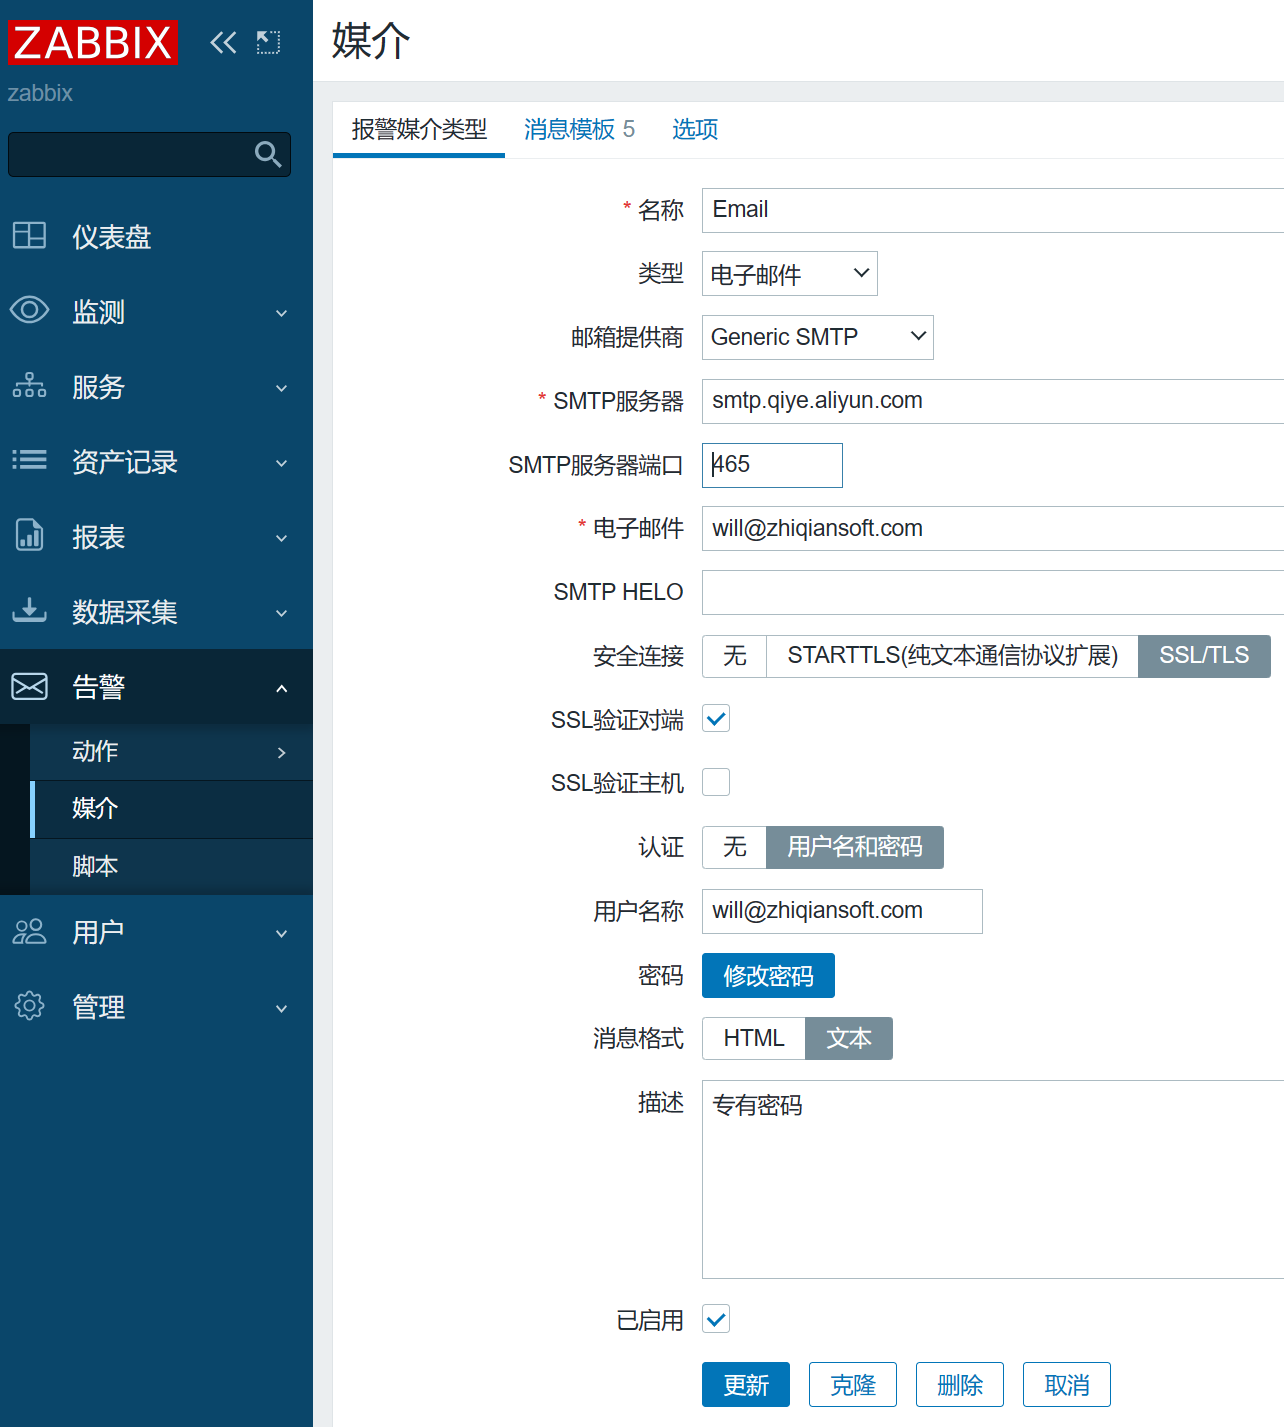 ZABBIX
zabbix
仪表盘
监测
服务
资产记录
报表
数据采集
告警
动作
媒介
脚本
用户
管理
媒介
报警媒介类型 消息模板 5 选项
* 名称 Email
类型 电子邮件
邮箱提供商 Generic SMTP
* SMTP服务器 smtp.qiye.aliyun.com
SMTP服务器端口 465
* 电子邮件 will@zhiqiansoft.com
SMTP HELO
安全连接 无 STARTTLS(纯文本通信协议扩展) SSL/TLS
SSL验证对端
SSL验证主机
认证 无 用户名和密码
用户名称 will@zhiqiansoft.com
密码 修改密码
消息格式 HTML 文本
描述 专有密码
已启用
更新 克隆 删除 取消